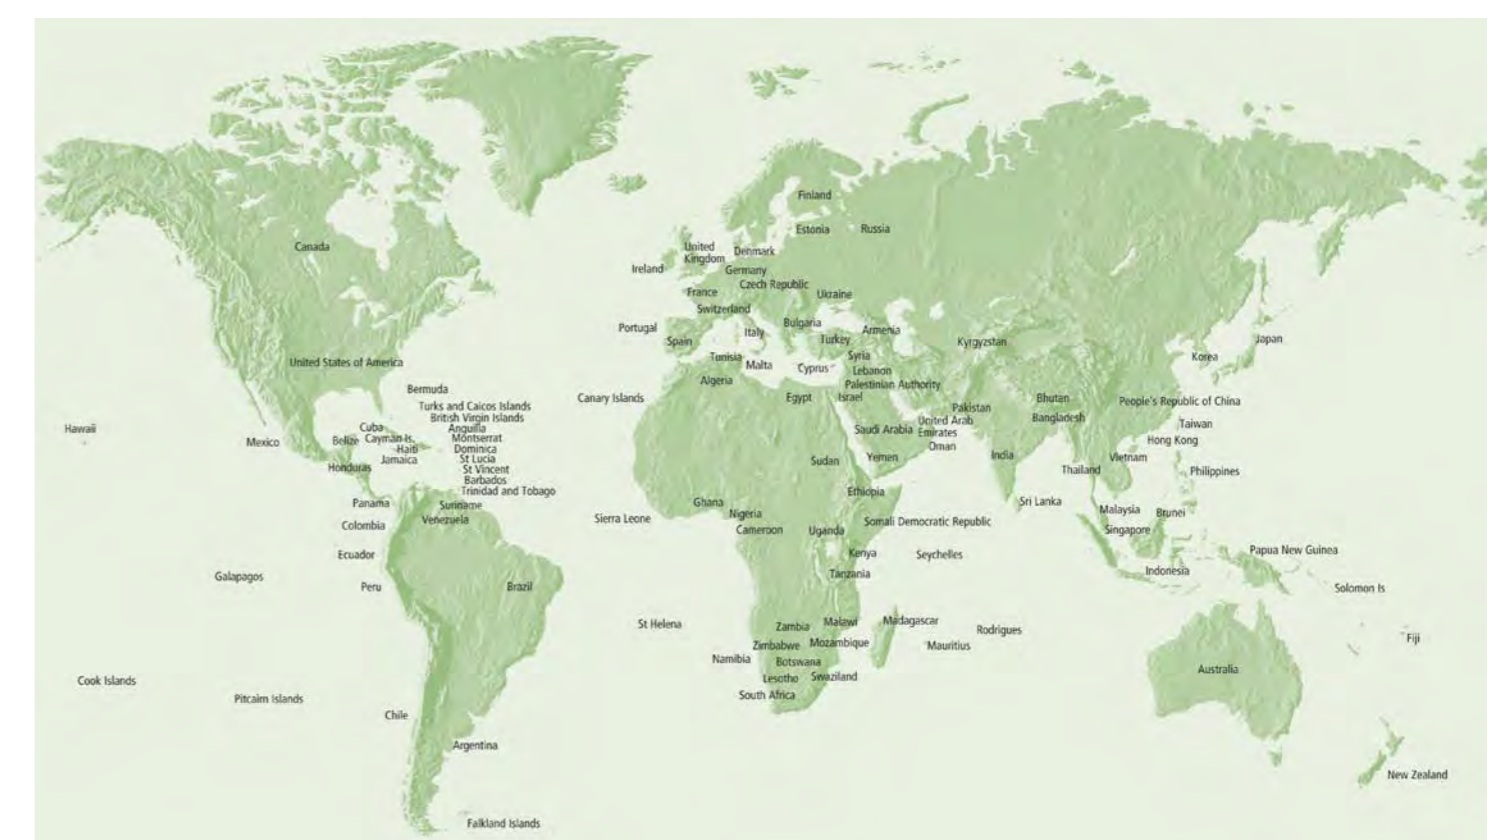 Finland
Estonia
Russia
Canada
United
Kingdom
Denmark
Ireland
Germany
Czech Republic
France
Ukraine
Switzerland
Bulgaria
Portugal
Italy
Armenia
Spain
Turkey
Kyrgyzstan
Japan
Korea
Tunisia
Syria
Malta
Cyprus
Lebanon
United States of America
Algeria
Palestinian Authority
Bermuda
Canary Islands
Egypt
Israel
Bhutan
People's Republic of China
Turks and Caicos Islands
Pakistan
British Virgin Islands
Bangladesh
United Arab
Emirates
Taiwan
Hawaii
Cuba
Anguilla
Saudi Arabia
Mexico
Belize
Cayman Is.
Montserrat
Hong Kong
Haiti
Dominica
Oman
Jamaica
St Lucia
Sudan
Yemen
India
Vietnam
Honduras
St Vincent
Thailand
Philippines
Barbados
Trinidad and Tobago
Ethiopia
Panama
Suriname
Ghana
Sri Lanka
Malaysia
Brunei
Colombia
Venezuela
Sierra Leone
Nigeria
Cameroon
Uganda
Somali Democratic Republic
Singapore
Ecuador
Kenya
Seychelles
Papua New Guinea
Galapagos
Tanzania
Indonesia
Peru
Brazil
Solomon Is
St Helena
Zambia
Malawi
Madagascar
Rodrigues
Zimbabwe
Mozambique
Mauritius
Fiji
Namibia
Botswana
Australia
Cook Islands
Lesotho
Swaziland
Pitcairn Islands
South Africa
Chile
Argentina
New Zealand
Falkland Islands